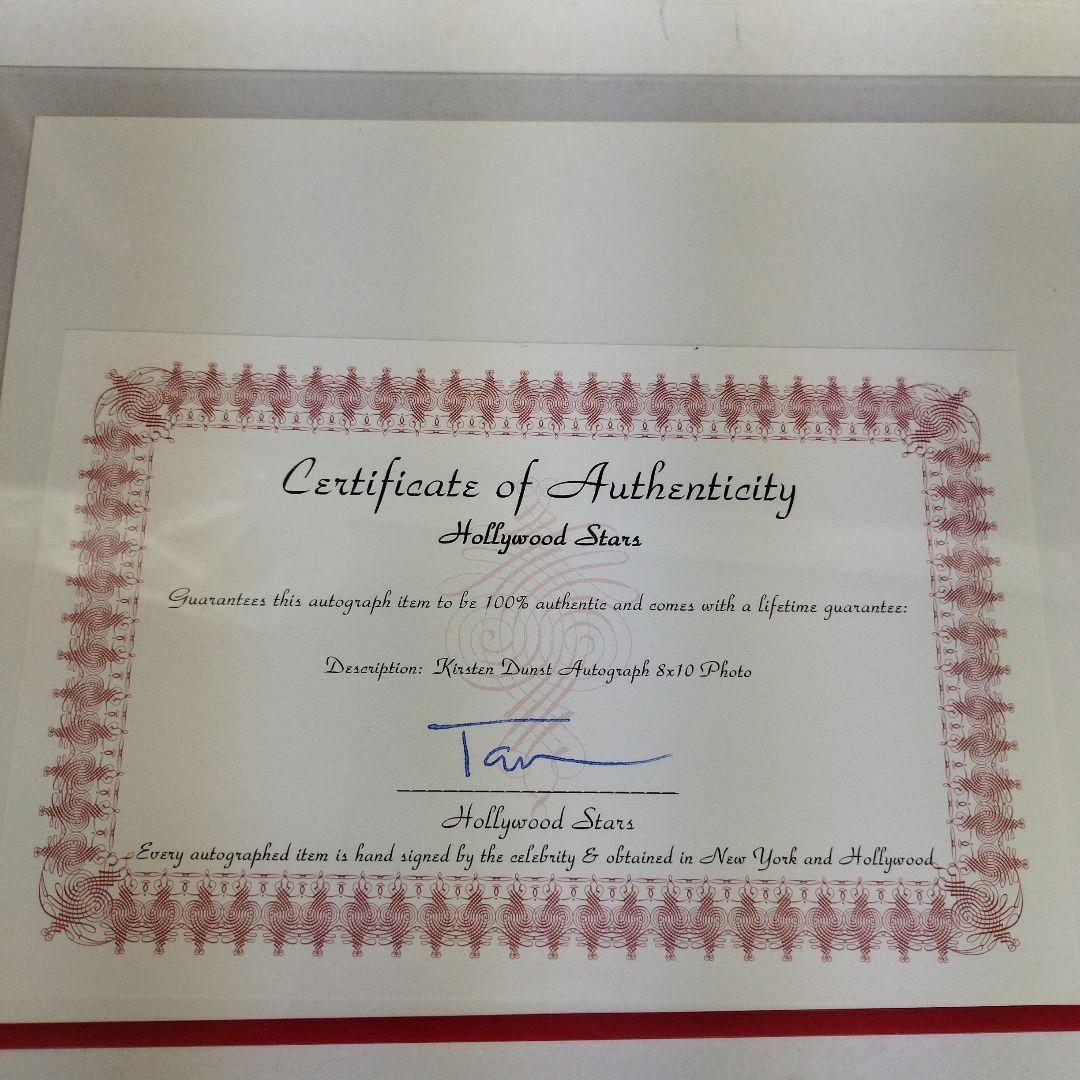 Certificate of Authenticity
Hollywood Stars
Guarantees this autograph item to be 100% authentic and comes with a lifetime guarantee:
Description: Kirsten Dunst Autograph 8x10 Photo
Hollywood Stars
Every autographed item is hand signed by the celebrity & obtained in New York and Hollywood